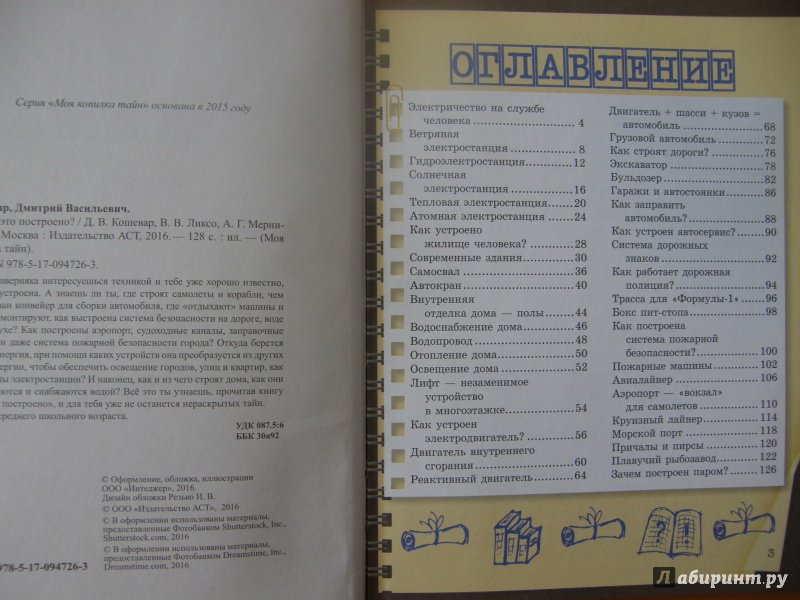 Серия «Моя копилка тайн» основана в 2015 году
ар, Дмитрий Васильевич.
это построено? / Д. В. Кошевар, В. В. Ликсо, А. Г. Мерни-
Москва : Издательство АСТ, 2016.— 128 с. : ил. — (Моя
тайн).
N 978-5-17-094726-3.
аверняка интересуешься техникой и тебе уже хорошо известно,
устроена. А знаешь ли ты, где строят самолеты и корабли, чем
ван конвейер для сборки автомобиля, где «отдыхают» машины и
монтируют, как выстроена система безопасности на дороге, воде
ухе? Как построены аэропорт, судоходные каналы, заправочные
и даже система пожарной безопасности города? Откуда берется
нергия, при помощи каких устройств она преобразуется из других
ергии, чтобы обеспечить освещение городов, улиц и квартир, как
ны электростанции? И наконец, как и из чего строят дома, как они
аются и снабжаются водой? Всё это ты узнаешь, прочитав книгу
построено», и для тебя уже не останется нераскрытых тайн.
реднего школьного возраста.
УДК 087.5:6
ББК 30я92
© Оформление, обложка, иллюстрации
ООО «Интеджер», 2016.
Дизайн обложки Резько И. В.
© ООО «Издательство АСТ», 2016
© В оформлении использованы материалы,
предоставленные Фотобанком Shutterstock, Inc.,
Shutterstock.com, 2016
© В оформлении использованы материалы,
предоставленные Фотобанком Dreamstime, Inc.,
Dreamstime.com, 2016
978-5-17-094726-3
ОГЛАВЛЕНИЕ
Электричество на службе
человека 4
Ветряная
электростанция 8
Гидроэлектростанция 12
Солнечная
электростанция 16
Тепловая электростанция 20
Атомная электростанция 24
Как устроено
жилище человека? 28
Современные здания 30
Самосвал 36
Автокран 40
Внутренняя
отделка дома — полы 44
Водоснабжение дома 46
Водопровод 48
Отопление дома 50
Освещение дома 52
Лифт — незаменимое
устройство
в многоэтажке 54
Как устроен
электродвигатель? 56
Двигатель внутреннего
сгорания 60
Реактивный двигатель 64
Двигатель + шасси + кузов =
автомобиль 68
Грузовой автомобиль 72
Как строят дороги? 76
Экскаватор 78
Бульдозер 82
Гаражи и автостоянки 86
Как заправить
автомобиль? 88
Как устроен автосервис? 90
Система дорожных
знаков 92
Как работает дорожная
полиция? 94
Трасса для «Формулы-1» 96
Бокс пит-стопа 98
Как построена
система пожарной
безопасности? 100
Пожарные машины 102
Авиалайнер 106
Аэропорт — «вокзал»
для самолетов 110
Круизный лайнер 114
Морской порт 118
Причалы и пирсы 120
Плавучий рыбозавод 122
Зачем построен паром? 126
3
Лабиринт.ру